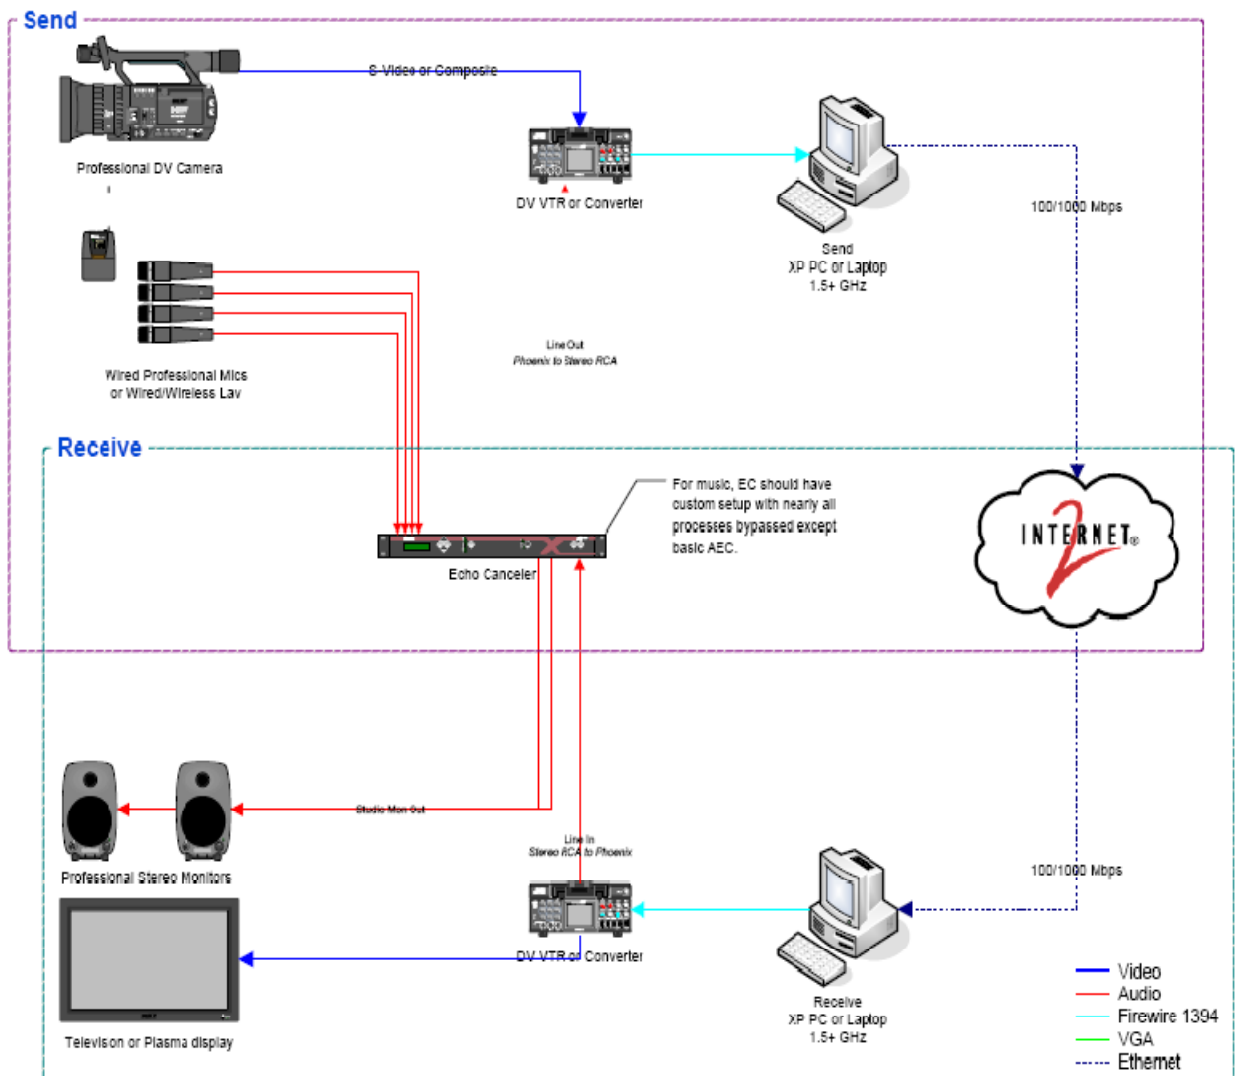 Send
S-Video or Composite
Professional DV Camera
DV VTR or Converter
100/1000 Mbps
Send
XP PC or Laptop
1.5+ GHz
Line Out
Phoenix to Stereo RCA
Wired Professional Mics
or Wired/Wireless Lav
Receive
For music, EC should have
custom setup with nearly all
processes bypassed except
basic AEC.
INTERNET®
2
Echo Canceler
Studio Mon Out
Line In
Stereo RCA to Phoenix
Professional Stereo Monitors
100/1000 Mbps
DV VTR or Converter
Receive
XP PC or Laptop
1.5+ GHz
Televison or Plasma display
Video
Audio
Firewire 1394
VGA
Ethernet